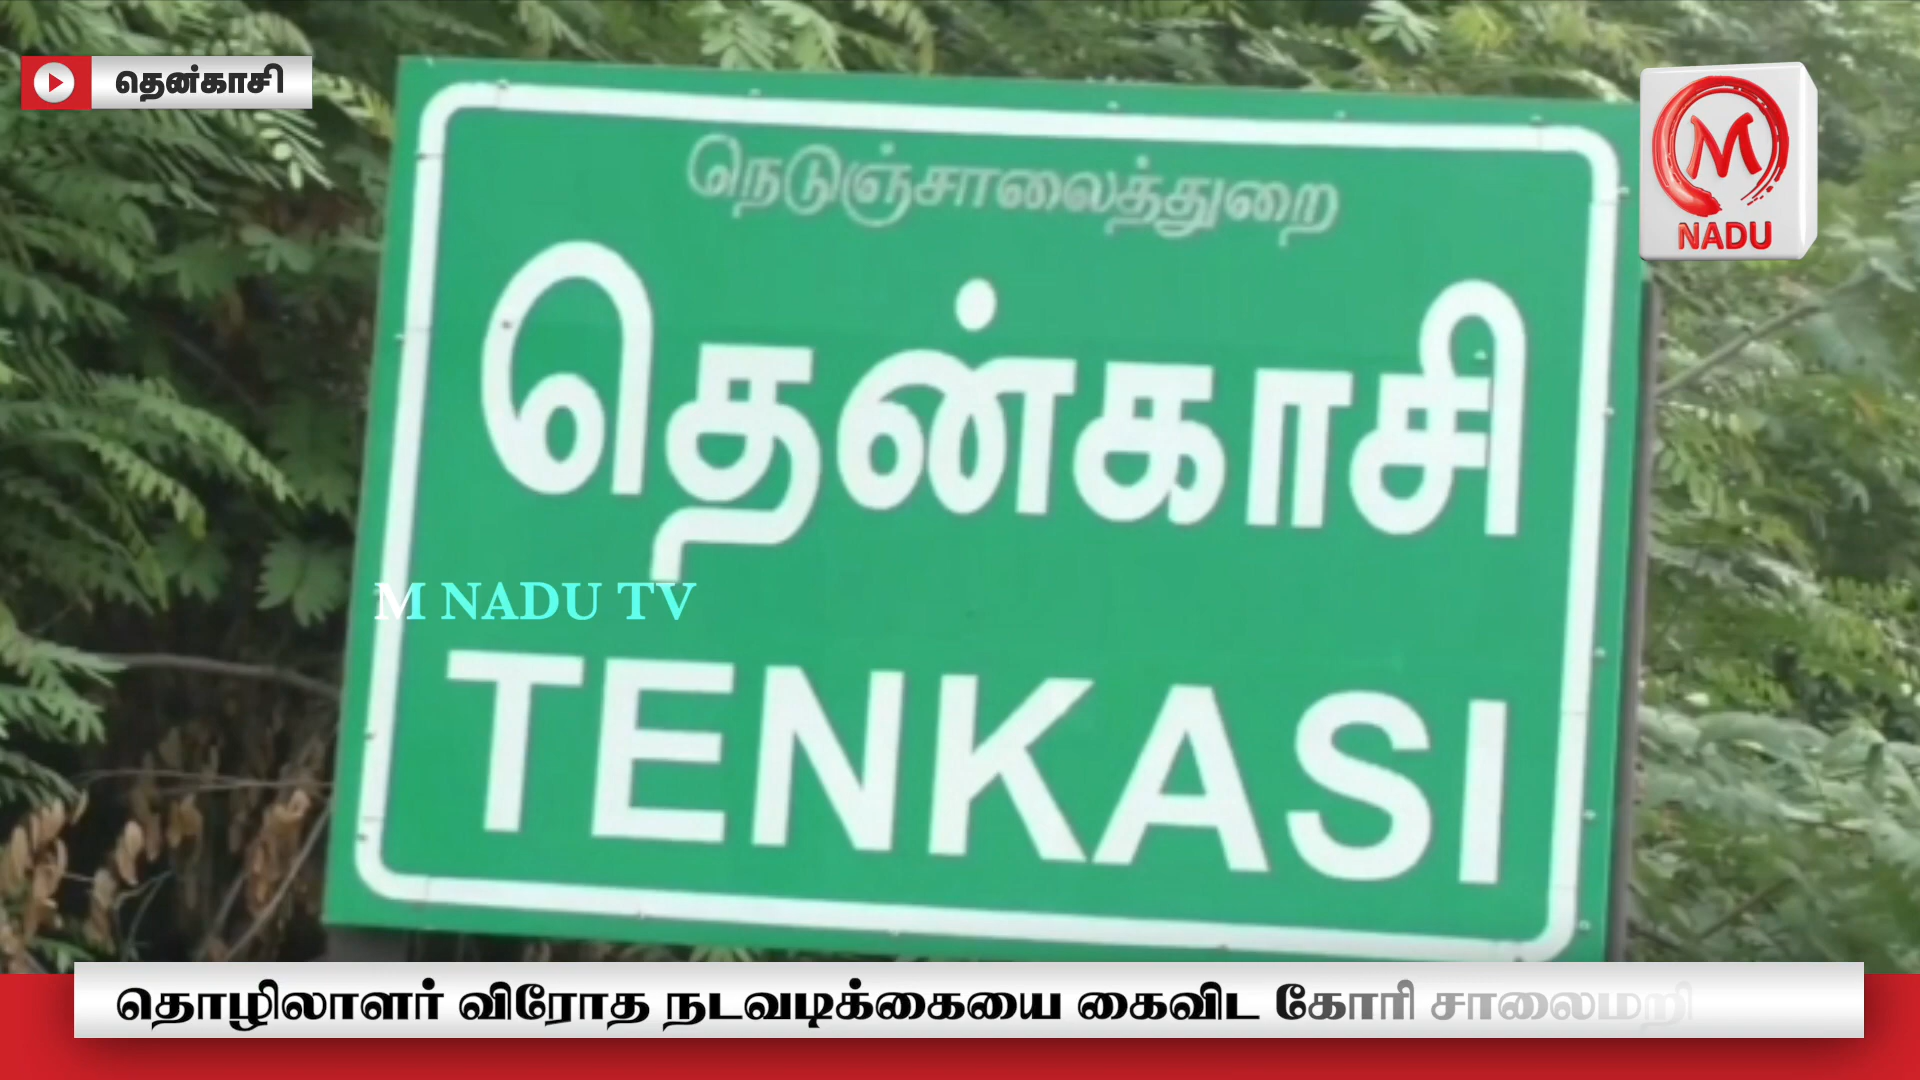 தென்காசி
M
NADU
நெடுஞ்சாலைத்துறை
தென்காசி
M NADU TV
TENKASI
தொழிலாளர் விரோத நடவடிக்கையை கைவிட கோரி சாலைமறி